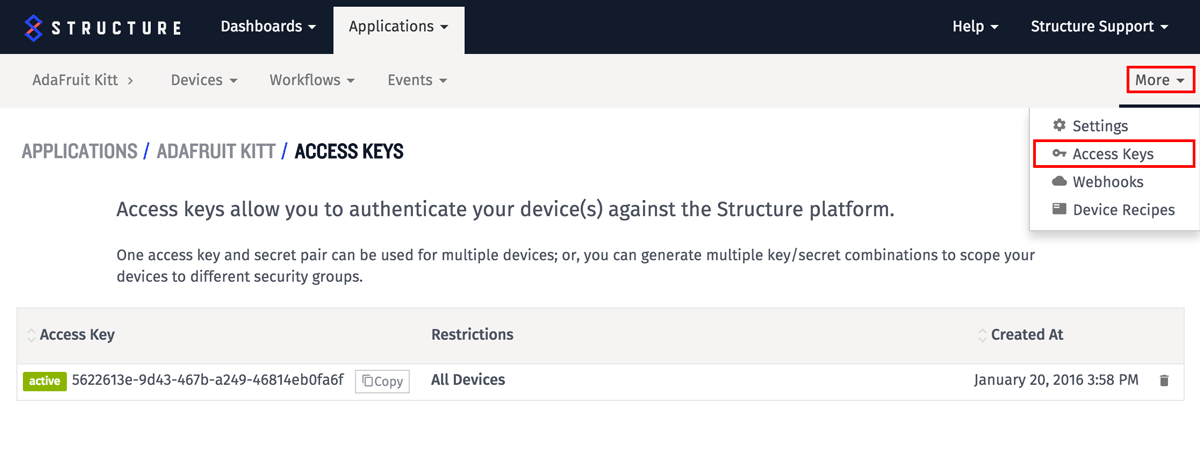 STRUCTURE
Dashboards
Applications
Help
Structure Support
AdaFruit Kitt
Devices
Workflows
Events
More
Settings
Access Keys
Webhooks
Device Recipes
APPLICATIONS / ADAFRUIT KITT / ACCESS KEYS
Access keys allow you to authenticate your device(s) against the Structure platform.
One access key and secret pair can be used for multiple devices; or, you can generate multiple key/secret combinations to scope your
devices to different security groups.
Access Key Restrictions Created At
active 5622613e-9d43-467b-a249-46814eb0fa6f Copy All Devices January 20, 2016 3:58 PM